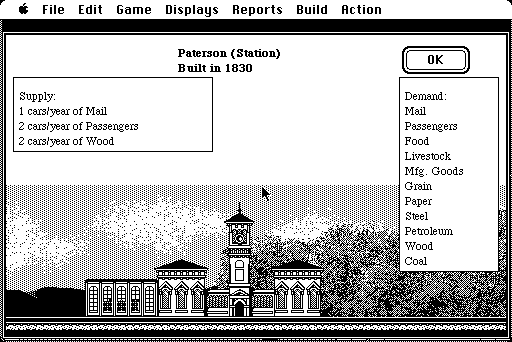 File Edit Game Displays Reports Build Action
Paterson (Station)
Built in 1830
OK
Supply:
1 cars/year of Mail
2 cars/year of Passengers
2 cars/year of Wood
Demand:
Mail
Passengers
Food
Livestock
Mfg. Goods
Grain
Paper
Steel
Petroleum
Wood
Coal